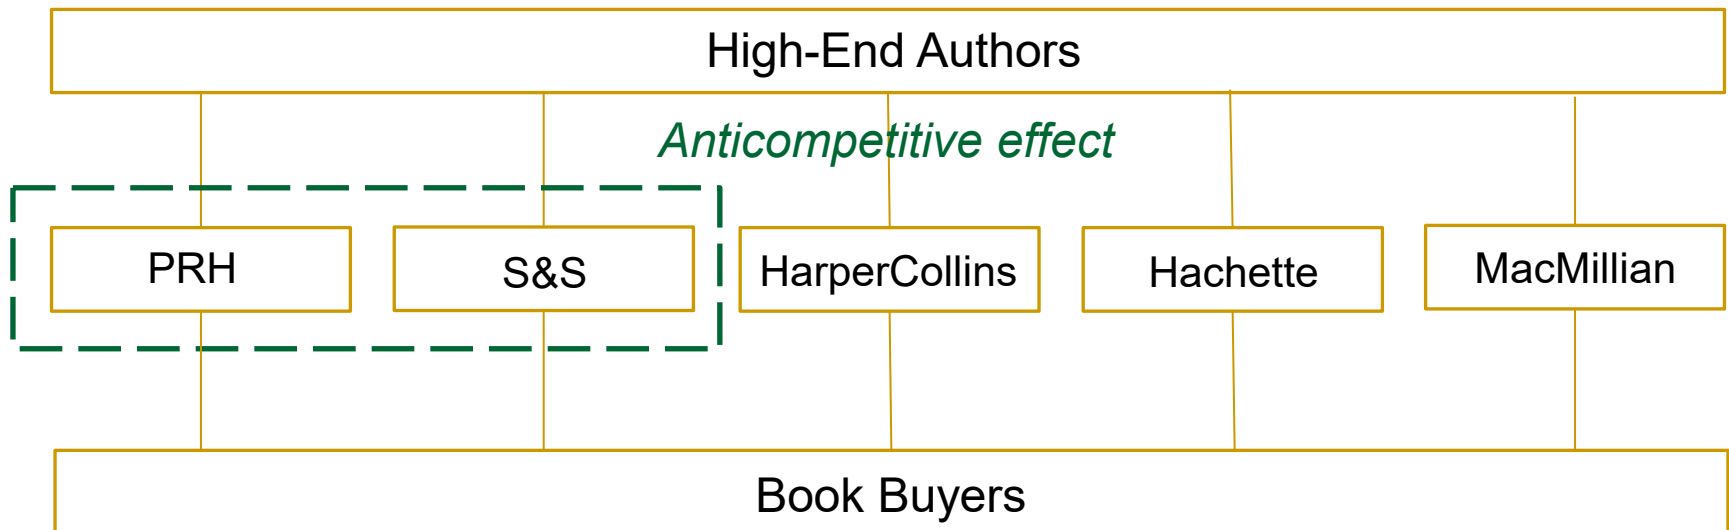 High-End Authors
Anticompetitive effect
PRH
S&S
HarperCollins
Hachette
MacMillian
Book Buyers